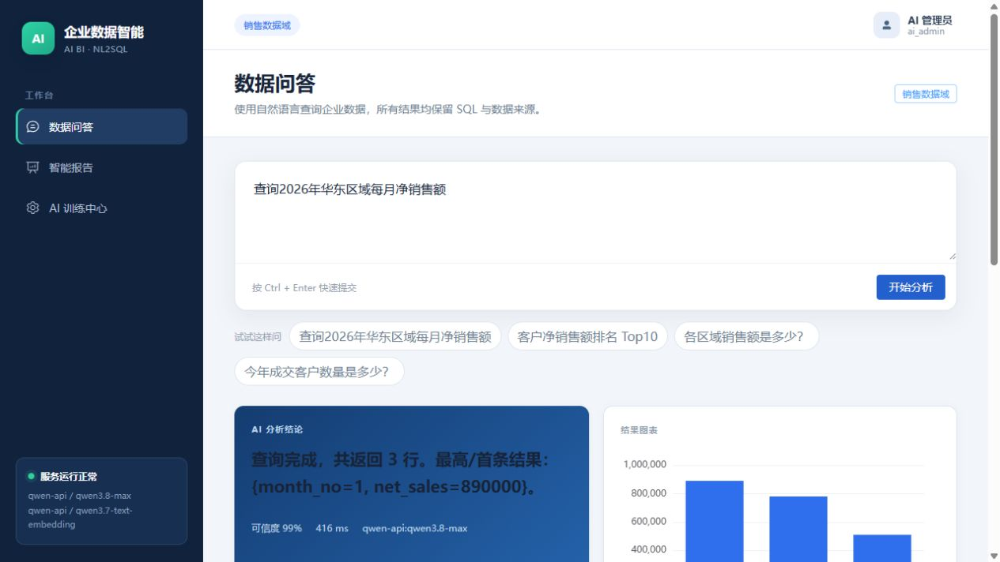 AI
企业数据智能
AI BI · NL2SQL
工作台
数据问答
智能报告
AI 训练中心
服务运行正常
qwen-api / qwen3.8-max
qwen-api / qwen3.7-text-
embedding
销售数据域
AI 管理员
ai_admin
数据问答
使用自然语言查询企业数据，所有结果均保留 SQL 与数据来源。
销售数据域
查询2026年华东区域每月净销售额
按 Ctrl + Enter 快速提交
开始分析
试试这样问
查询2026年华东区域每月净销售额
客户净销售额排名 Top10
各区域销售额是多少？
今年成交客户数量是多少？
AI 分析结论
查询完成，共返回 3 行。最高/首条结果：
{month_no=1, net_sales=890000}。
可信度 99%
416 ms
qwen-api:qwen3.8-max
结果图表
1,000,000
800,000
600,000
400,000